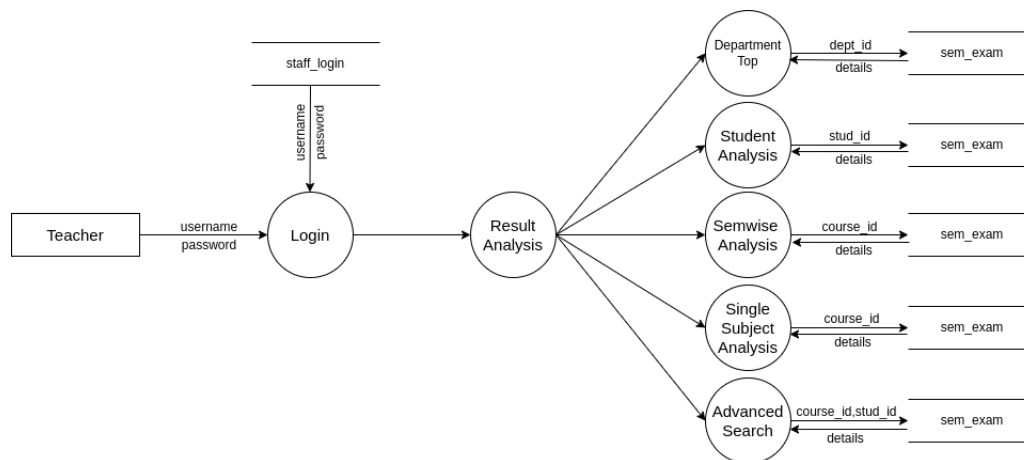 staff_login
username
password
Teacher
username
password
Login
Result
Analysis
Department
Top
dept_id
details
sem_exam
Student
Analysis
stud_id
details
sem_exam
Semwise
Analysis
course_id
details
sem_exam
Single
Subject
Analysis
course_id
details
sem_exam
Advanced
Search
course_id,stud_id
details
sem_exam